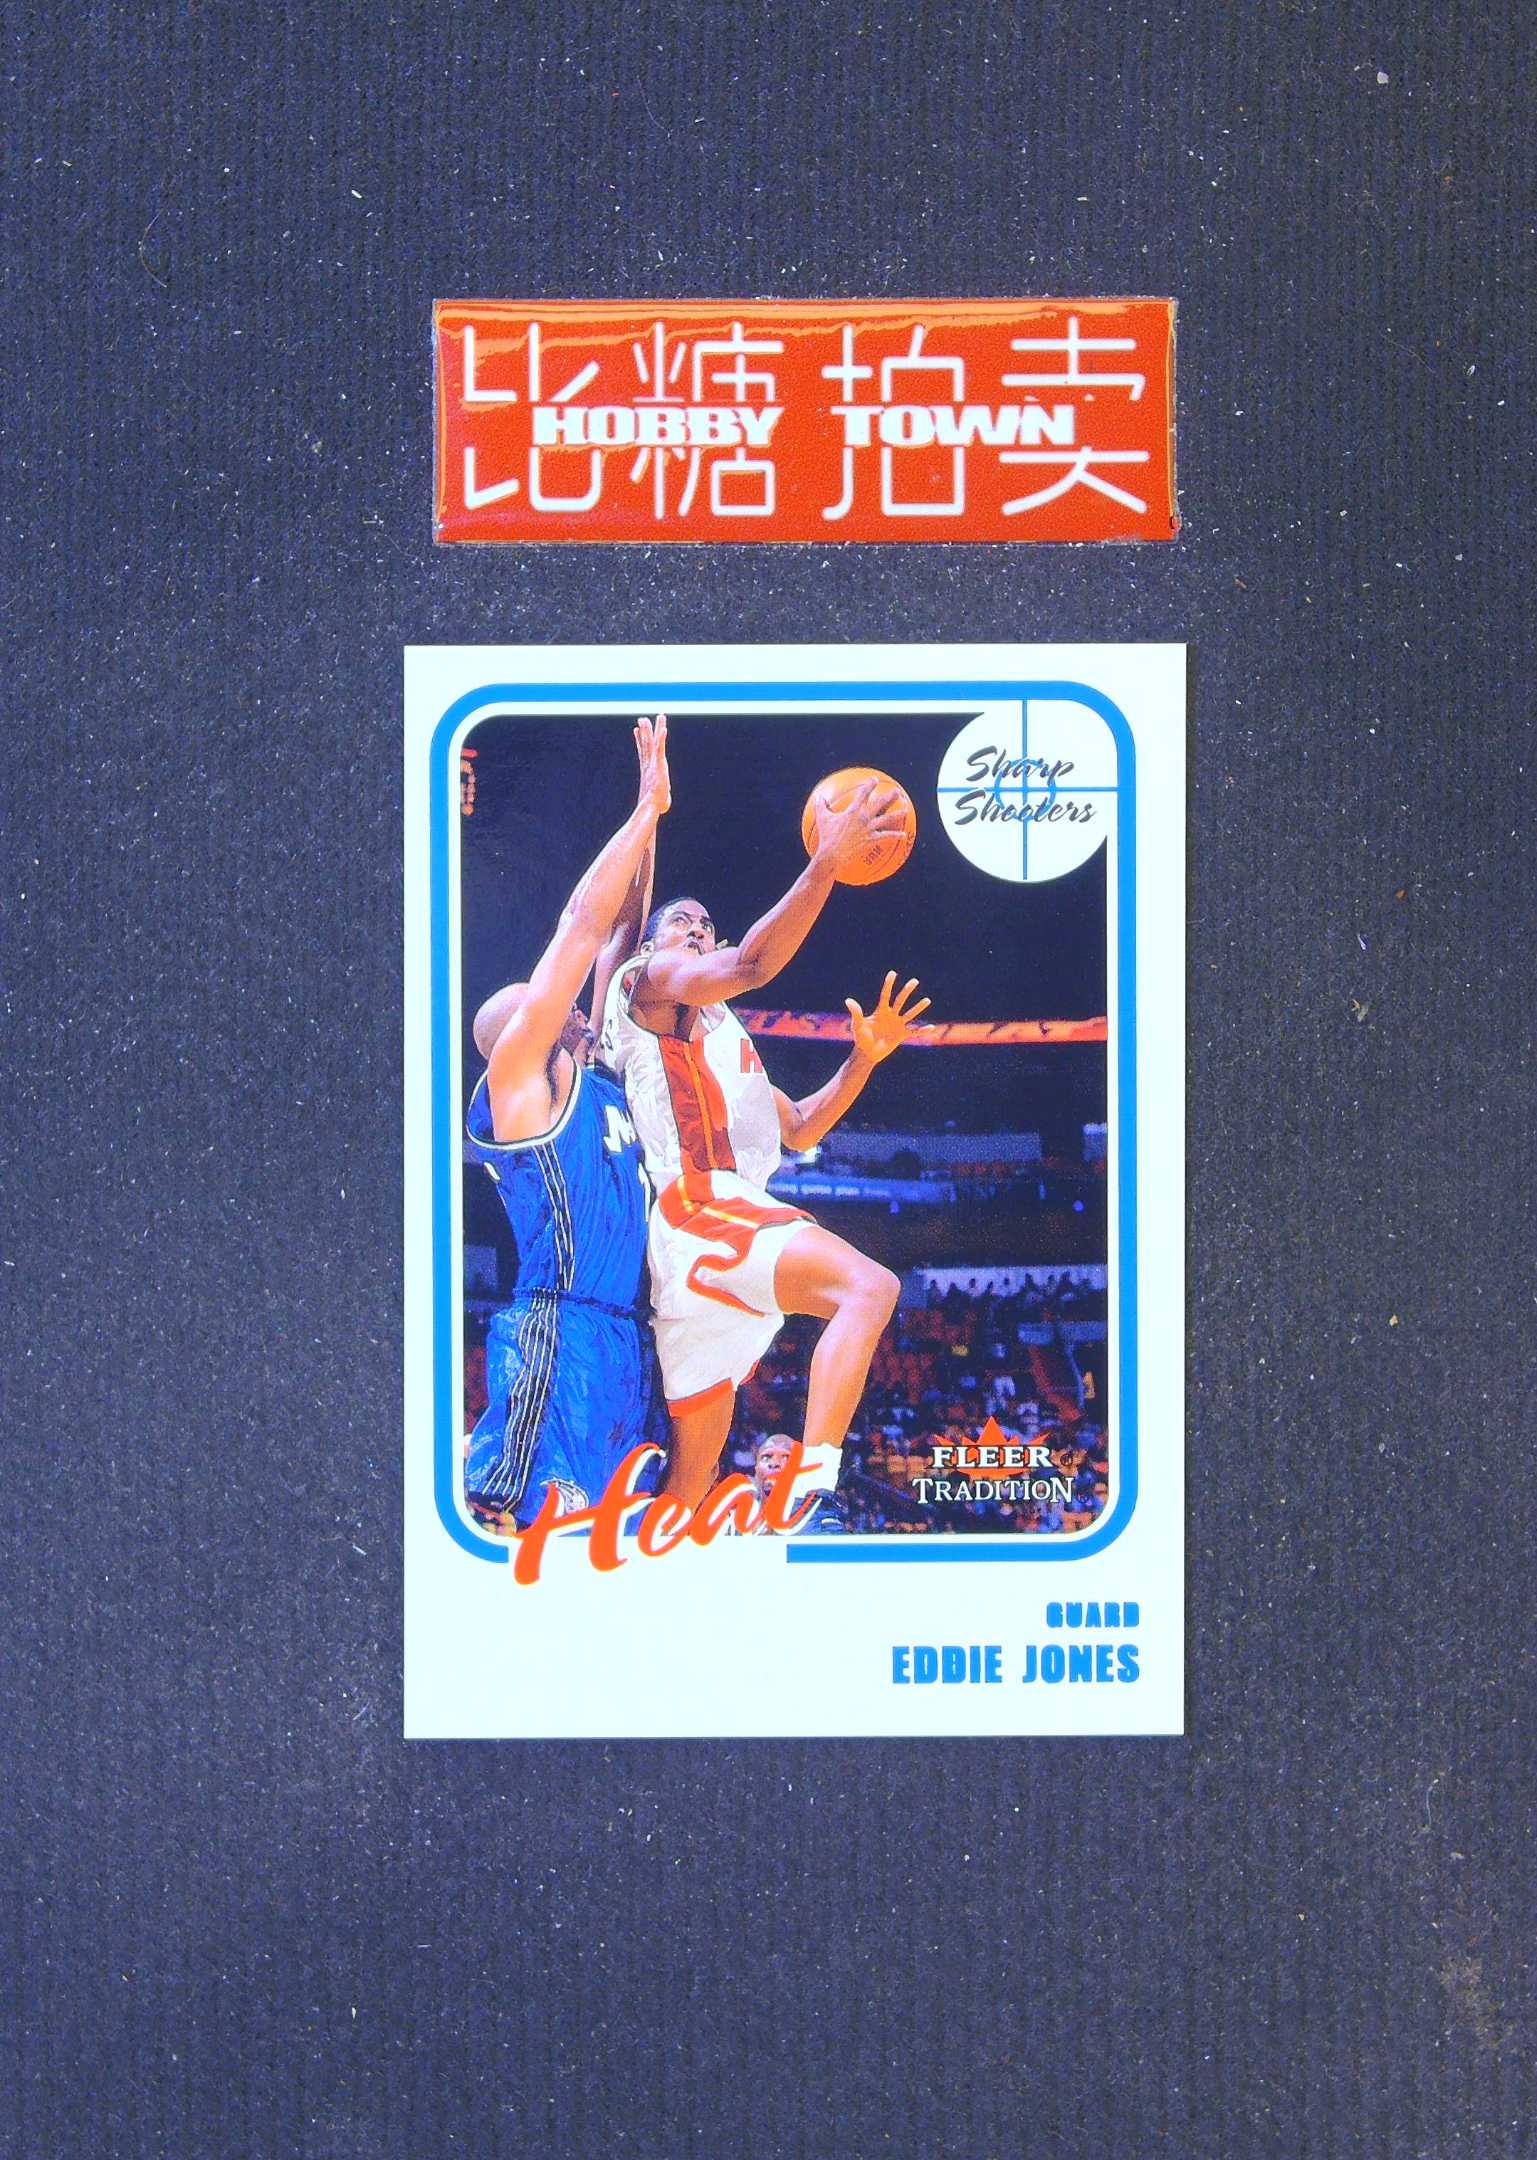 比糖拍卖
HOBBY TOWN
Sharp
Shooters
H
M
FLEER
TRADITION
Heat
GUARD
EDDIE JONES